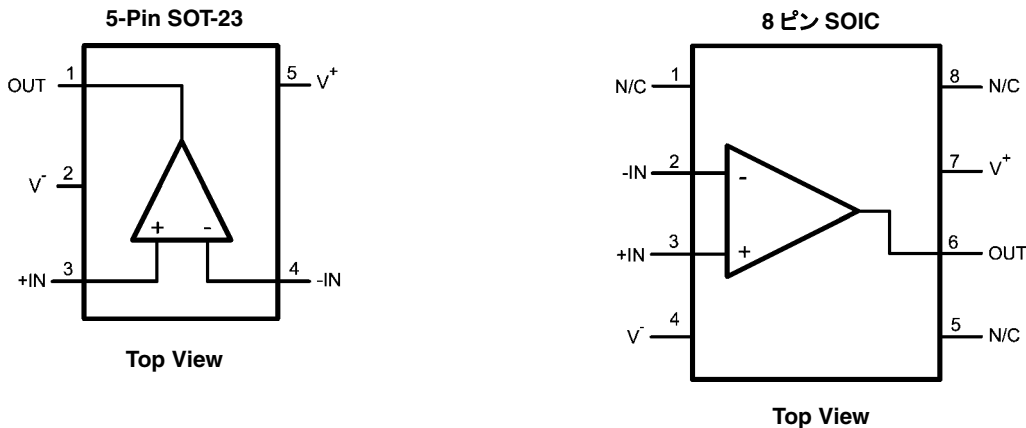 5-Pin SOT-23
OUT 1
5 V+
V- 2
+ -
+IN 3
4 -IN
Top View
8 ピン SOIC
N/C 1
8 N/C
-IN 2
-
7 V+
+IN 3
+
6 OUT
V- 4
5 N/C
Top View